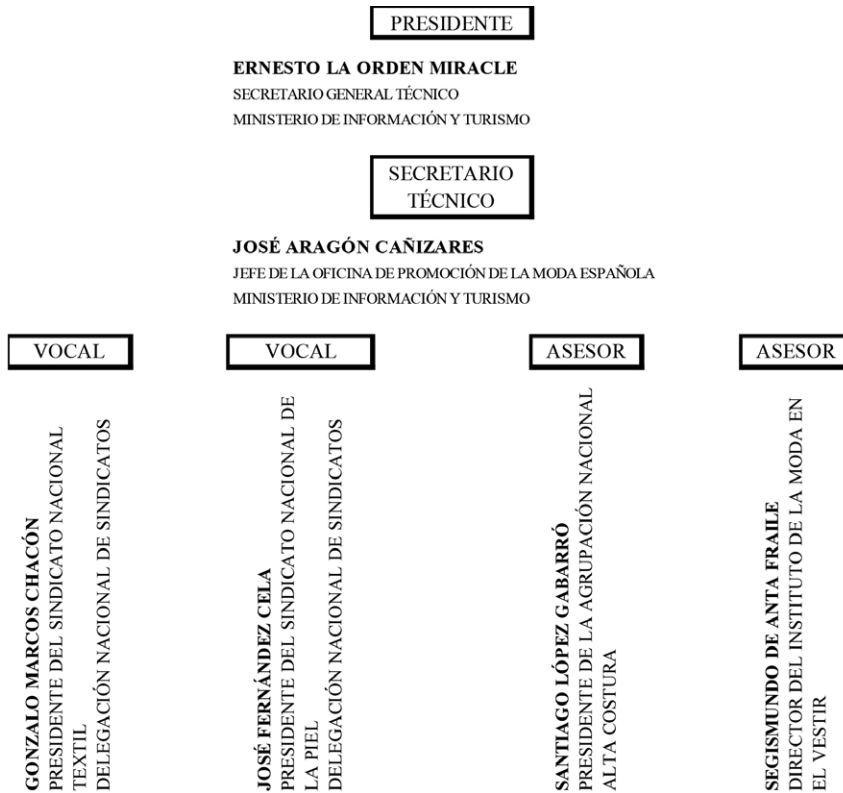 PRESIDENTE
ERNESTO LA ORDEN MIRACLE
SECRETARIO GENERAL TÉCNICO
MINISTERIO DE INFORMACIÓN Y TURISMO
SECRETARIO
TÉCNICO
JOSÉ ARAGÓN CAÑIZARES
JEFE DE LA OFICINA DE PROMOCIÓN DE LA MODA ESPAÑOLA
MINISTERIO DE INFORMACIÓN Y TURISMO
VOCAL
GONZALO MARCOS CHACÓN
PRESIDENTE DEL SINDICATO NACIONAL
TEXTIL
DELEGACIÓN NACIONAL DE SINDICATOS
VOCAL
JOSÉ FERNÁNDEZ CELA
PRESIDENTE DEL SINDICATO NACIONAL DE
LA PIEL
DELEGACIÓN NACIONAL DE SINDICATOS
ASESOR
SANTIAGO LÓPEZ GABARRÓ
PRESIDENTE DE LA AGRUPACIÓN NACIONAL
ALTA COSTURA
ASESOR
SEGISMUNDO DE ANTA FRAILE
DIRECTOR DEL INSTITUTO DE LA MODA EN
EL VESTIR